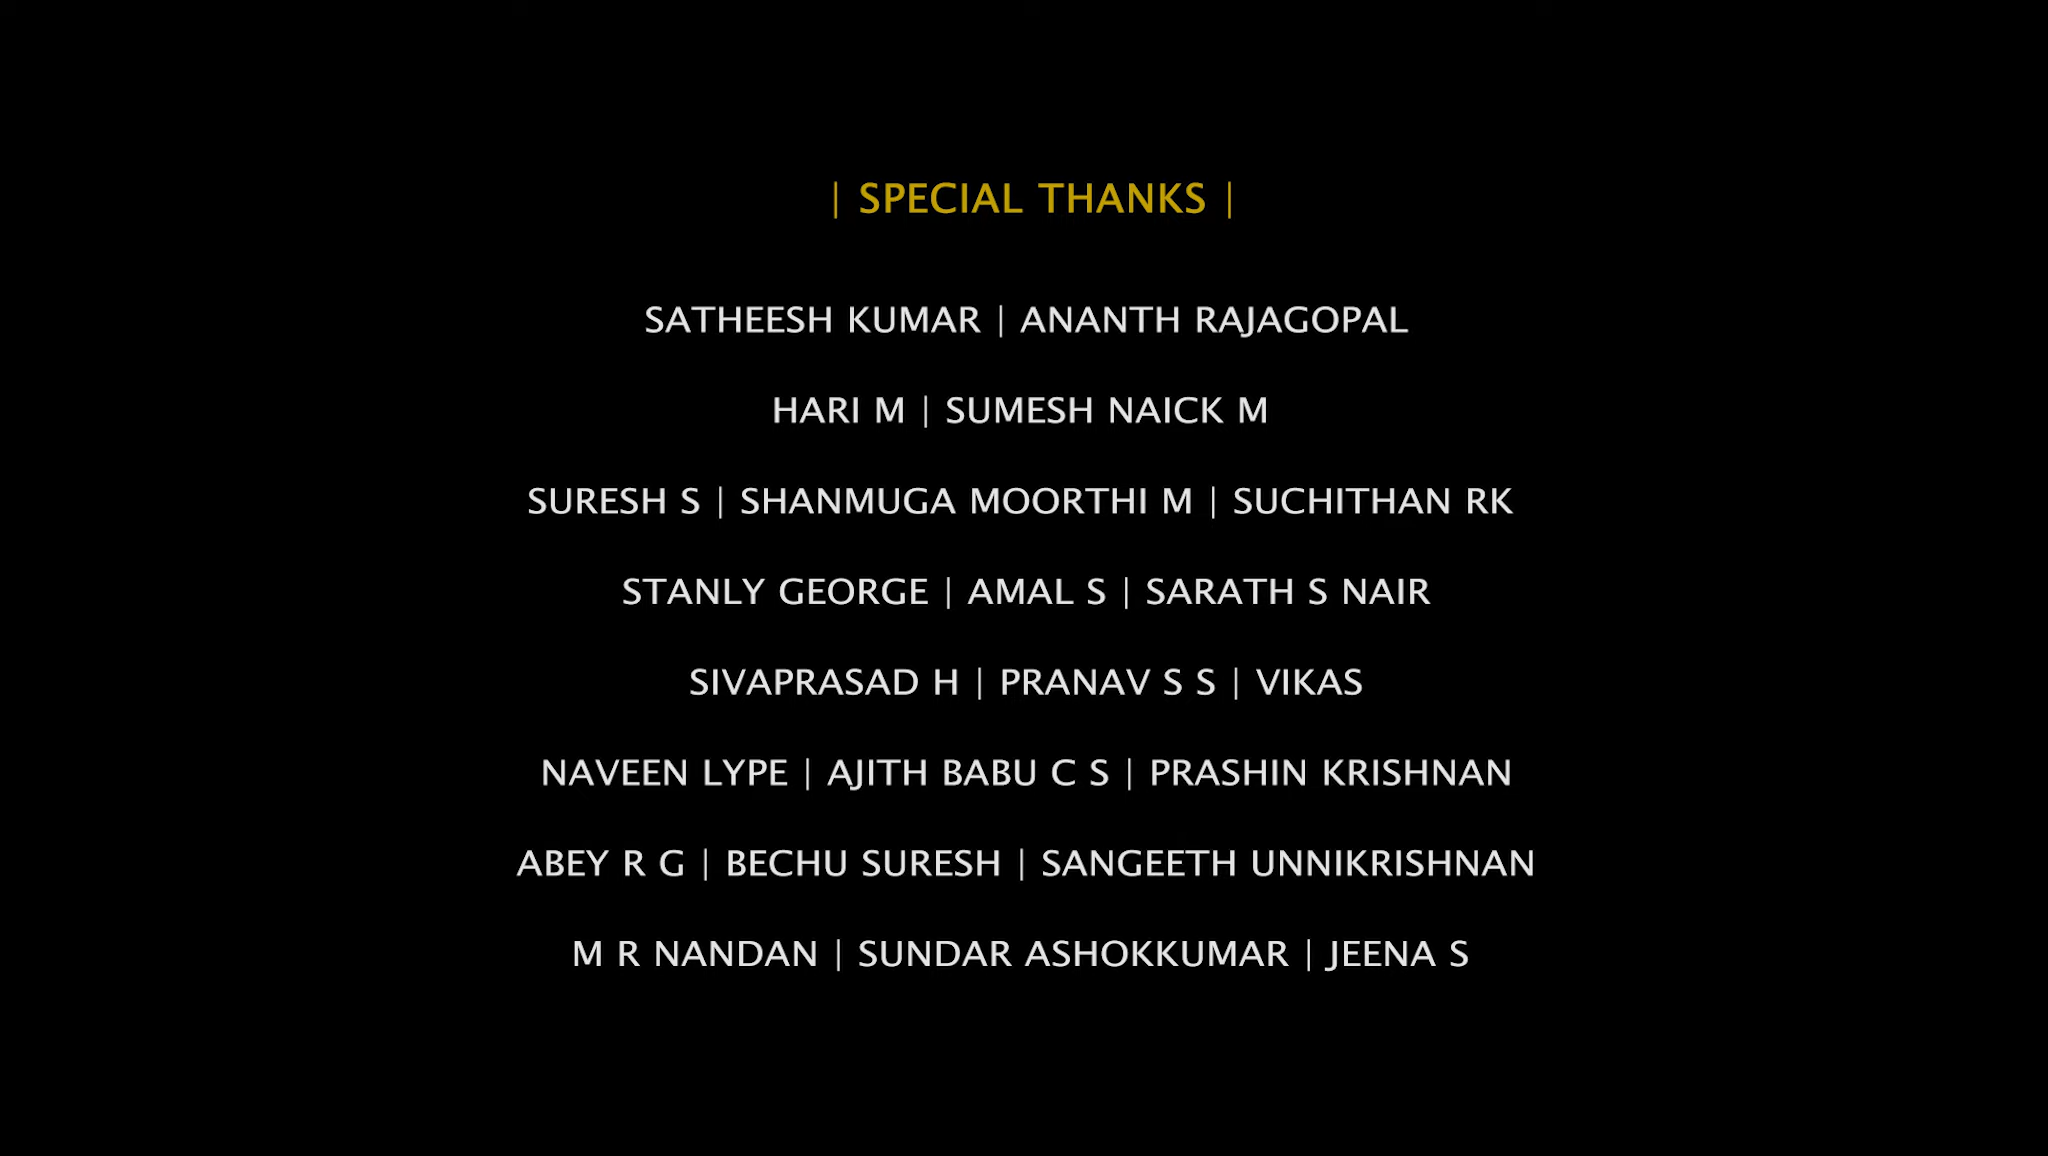 | SPECIAL THANKS |
SATHEESH KUMAR | ANANTH RAJAGOPAL
HARI M | SUMESH NAICK M
SURESH S | SHANMUGA MOORTHI M | SUCHITHAN RK
STANLY GEORGE | AMAL S | SARATH S NAIR
SIVAPRASAD H | PRANAV S S | VIKAS
NAVEEN LYPE | AJITH BABU C S | PRASHIN KRISHNAN
ABEY R G | BECHU SURESH | SANGEETH UNNIKRISHNAN
M R NANDAN | SUNDAR ASHOKKUMAR | JEENA S